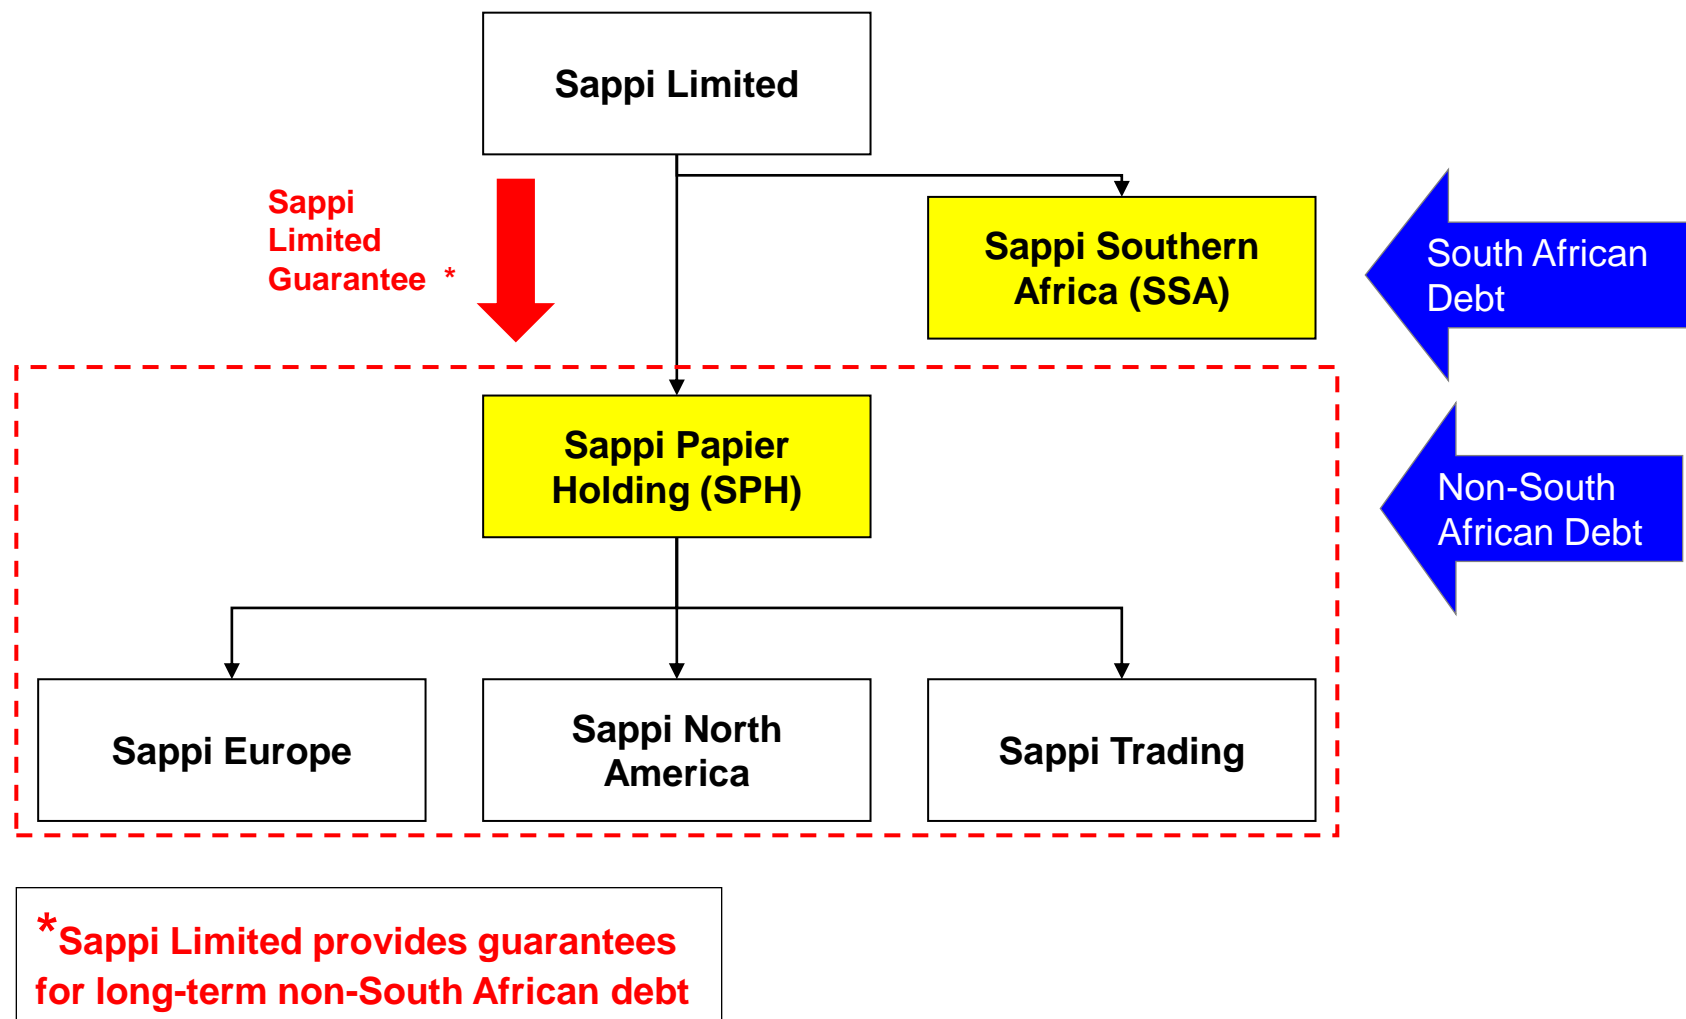 Sappi Limited
Sappi
Limited
Guarantee *
Sappi Southern
Africa (SSA)
South African
Debt
Sappi Papier
Holding (SPH)
Non-South
African Debt
Sappi Europe
Sappi North
America
Sappi Trading
*Sappi Limited provides guarantees
for long-term non-South African debt